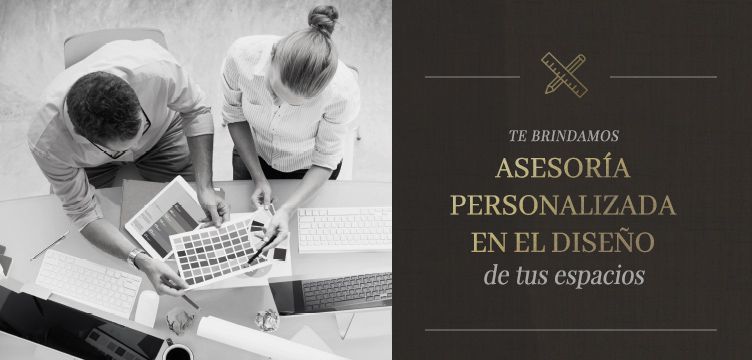 TE BRINDAMOS
ASESORÍA
PERSONALIZADA
EN EL DISEÑO
de tus espacios